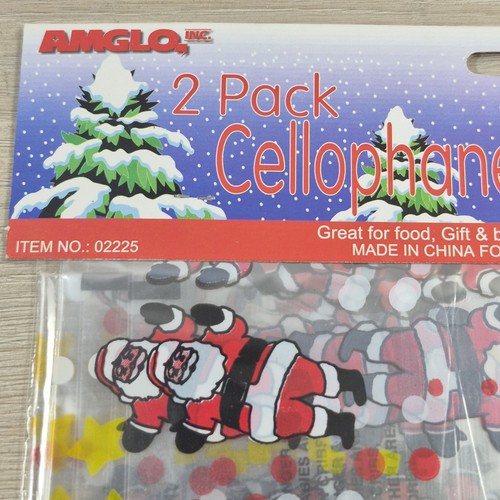 AMGLO, INC.
2 Pack
Cellophane
Great for food, Gift & b
ITEM NO.: 02225
MADE IN CHINA FO